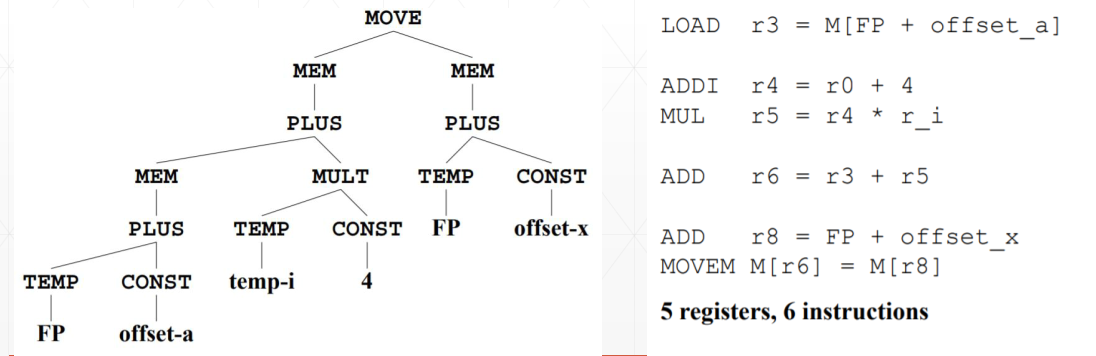 MOVE
MEM MEM
PLUS PLUS
MEM MULT TEMP CONST
PLUS TEMP CONST FP offset-x
TEMP CONST temp-i 4
FP offset-a
LOAD r3 = M[FP + offset_a]
ADDI r4 = r0 + 4
MUL r5 = r4 * r_i
ADD r6 = r3 + r5
ADD r8 = FP + offset_x
MOVEM M[r6] = M[r8]
5 registers, 6 instructions